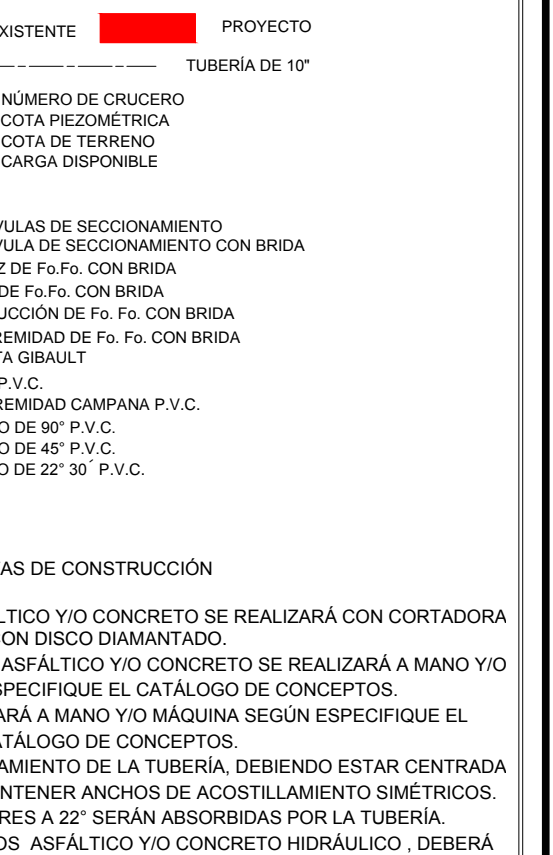 XISTENTE PROYECTO
TUBERÍA DE 10"
NÚMERO DE CRUCERO
COTA PIEZOMÉTRICA
COTA DE TERRENO
CARGA DISPONIBLE
VULAS DE SECCIONAMIENTO
VULA DE SECCIONAMIENTO CON BRIDA
Z DE Fo.Fo. CON BRIDA
DE Fo.Fo. CON BRIDA
UCCIÓN DE Fo. Fo. CON BRIDA
REMIDAD DE Fo. Fo. CON BRIDA
TA GIBAULT
P.V.C.
REMIDAD CAMPANA P.V.C.
O DE 90° P.V.C.
O DE 45° P.V.C.
O DE 22° 30´ P.V.C.
AS DE CONSTRUCCIÓN
LTICO Y/O CONCRETO SE REALIZARÁ CON CORTADORA
CON DISCO DIAMANTADO.
ASFÁLTICO Y/O CONCRETO SE REALIZARÁ A MANO Y/O
SPECIFIQUE EL CATÁLOGO DE CONCEPTOS.
ARÁ A MANO Y/O MÁQUINA SEGÚN ESPECIFIQUE EL
ATÁLOGO DE CONCEPTOS.
AMIENTO DE LA TUBERÍA, DEBIENDO ESTAR CENTRADA
NTENER ANCHOS DE ACOSTILLAMIENTO SIMÉTRICOS.
RES A 22° SERÁN ABSORBIDAS POR LA TUBERÍA.
OS ASFÁLTICO Y/O CONCRETO HIDRÁULICO , DEBERÁ